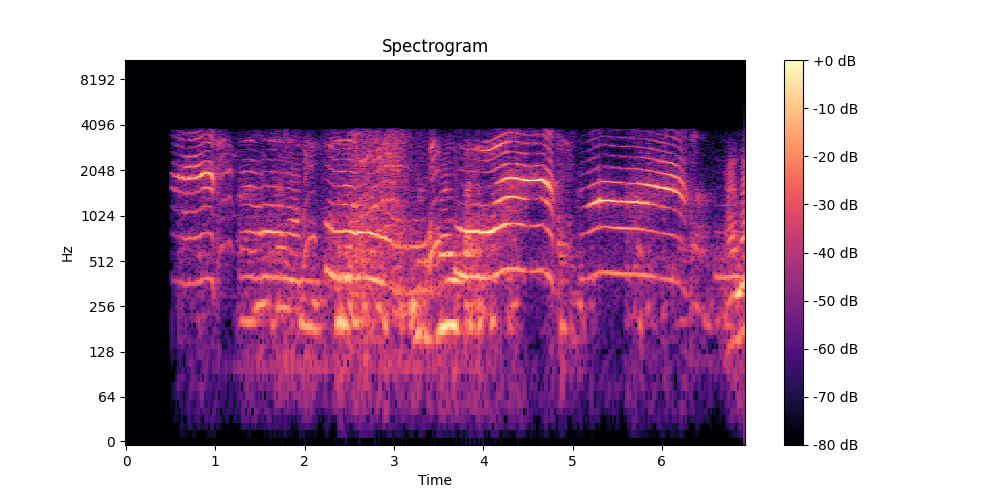 Spectrogram
8192
4096
2048
1024
512
256
128
64
0
Hz
0 1 2 3 4 5 6
Time
+0 dB
-10 dB
-20 dB
-30 dB
-40 dB
-50 dB
-60 dB
-70 dB
-80 dB